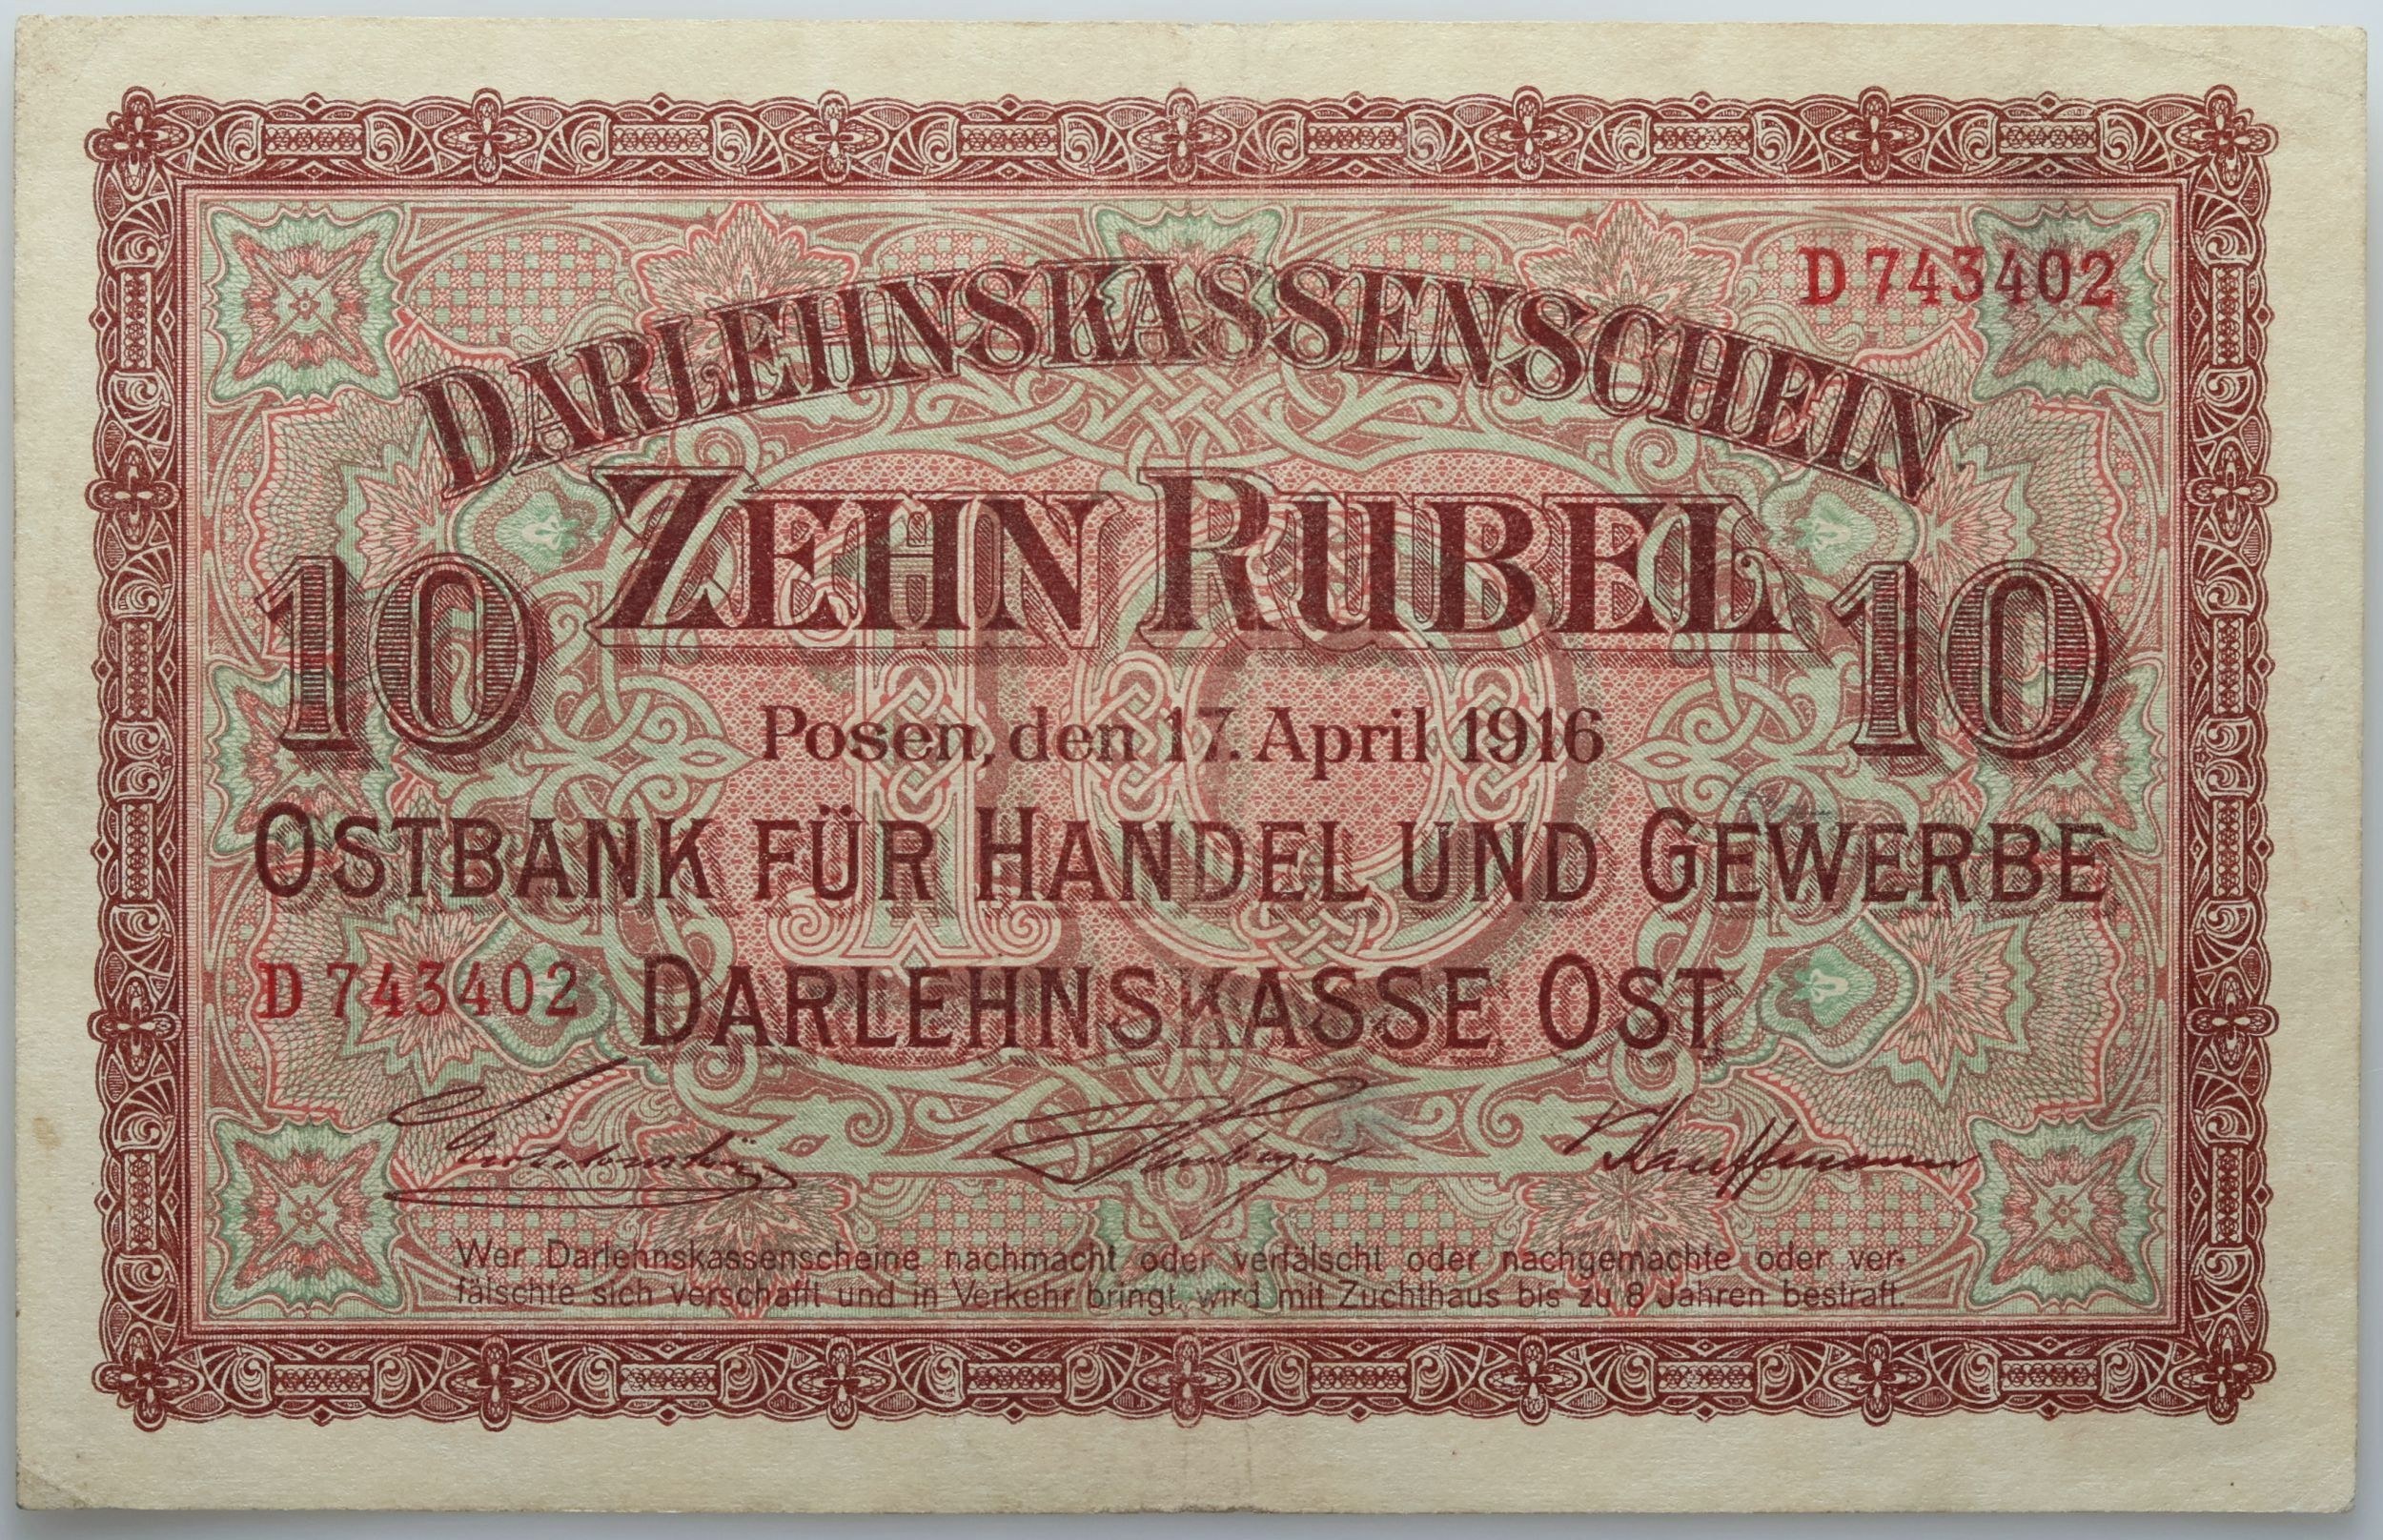 D 743402
DARLEHNSKASSENSCHEIN
ZEHN RUBEL
10 10
10
Posen, den 17. April 1916
OSTBANK FÜR HANDEL UND GEWERBE
D 743402 DARLEHNSKASSE OST
Kauffmann
Wer Darlehnskassenscheine nachmacht oder verfälscht oder nachgemachte oder ver-
fälschte sich verschafft und in Verkehr bringt, wird mit Zuchthaus bis zu 8 Jahren bestraft.